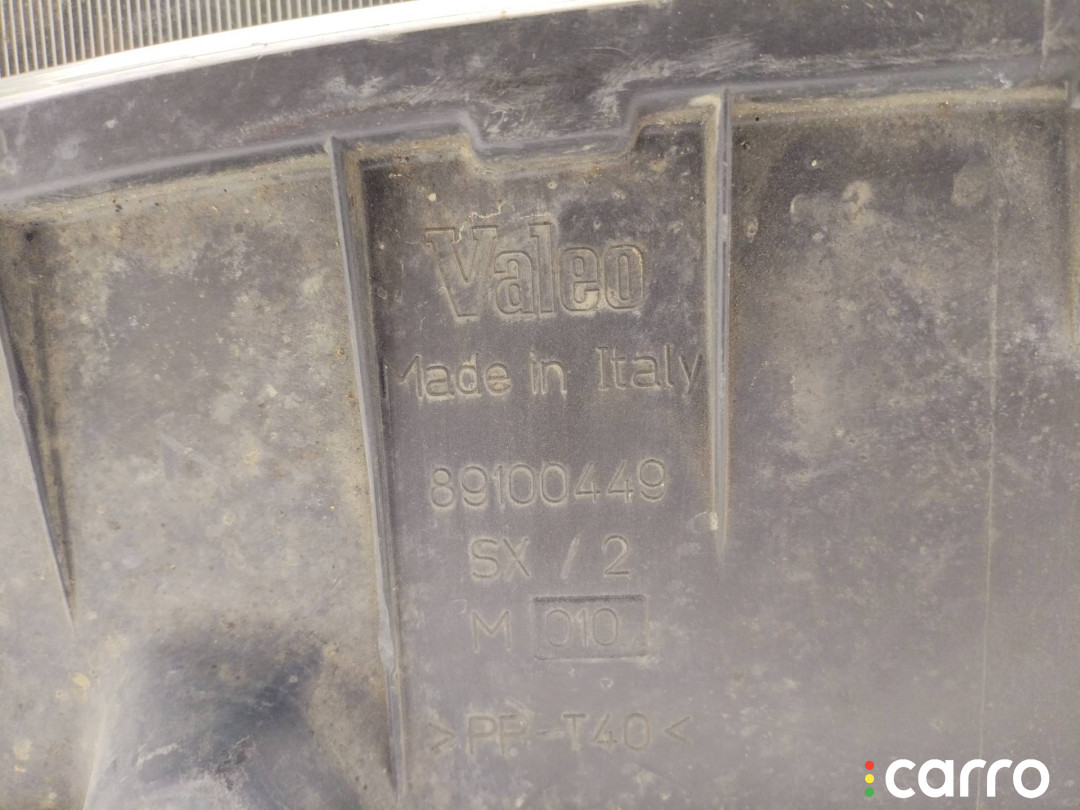 Valeo
Made in Italy
89100449
SX / 2
M 010
>PP-T40<
carro